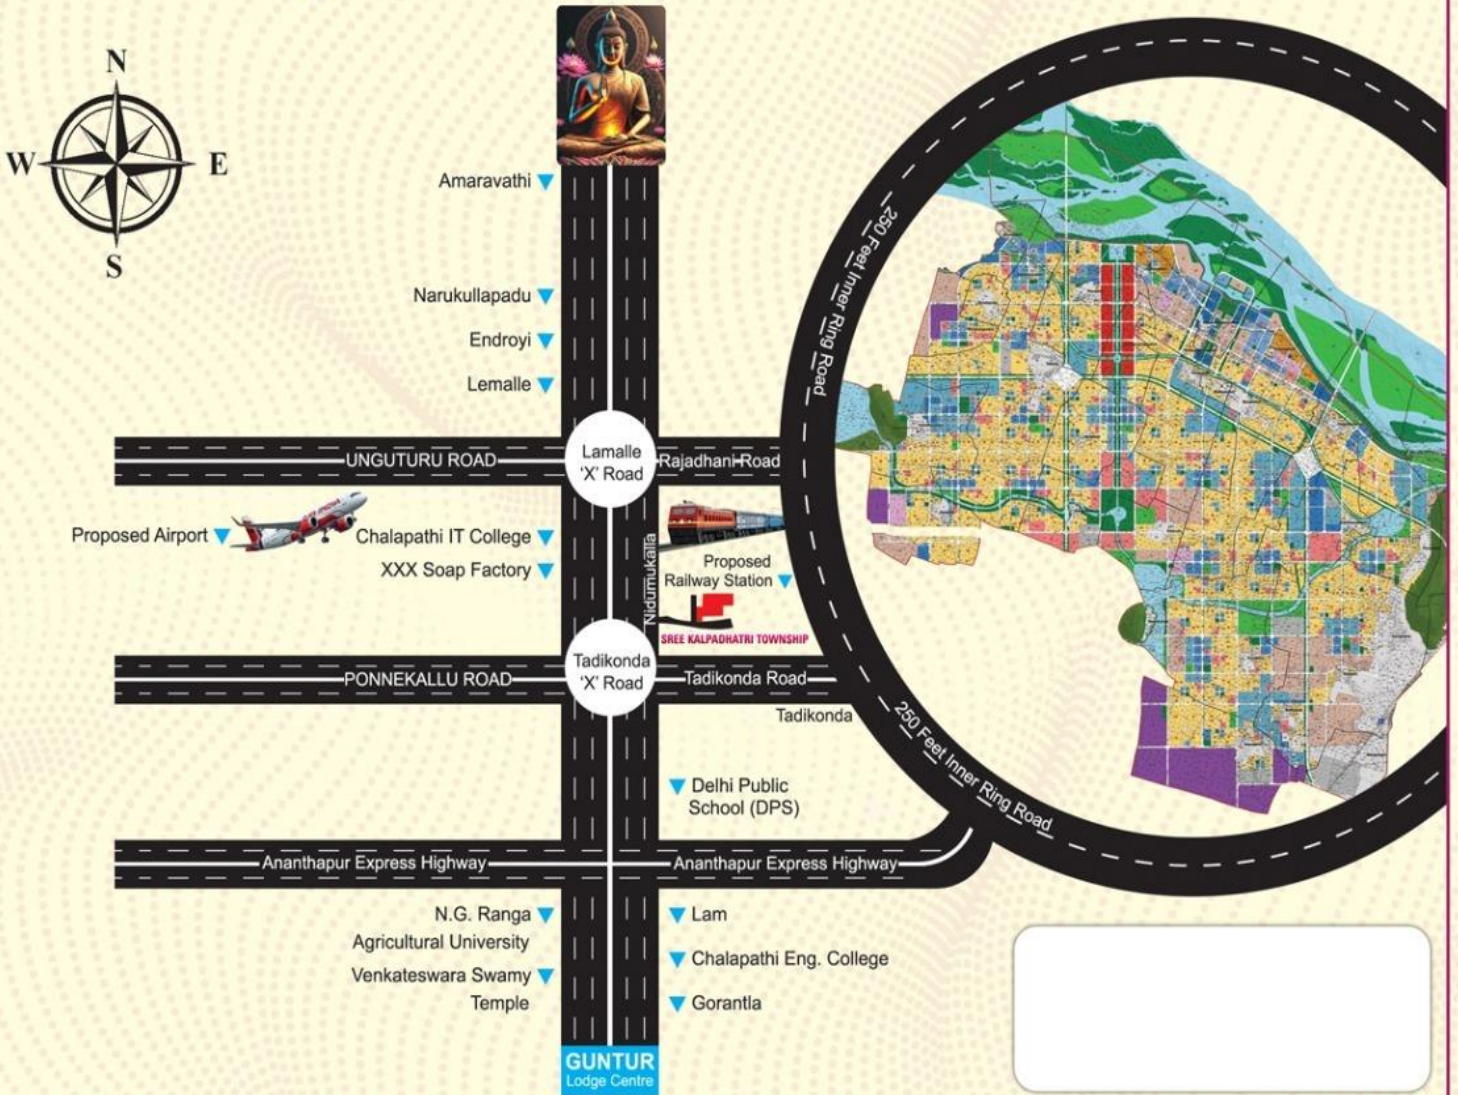 N
W
E
S
Amaravathi
Narukullapadu
Endroyi
Lemalle
250 Feet Inner Ring Road
UNGUTURU ROAD
Lamalle
'X' Road
Rajadhani Road
Proposed Airport
Chalapathi IT College
XXX Soap Factory
Nidumukalla
Proposed
Railway Station
SREE KALPADHATRI TOWNSHIP
PONNEKALLU ROAD
Tadikonda
'X' Road
Tadikonda Road
Tadikonda
250 Feet Inner Ring Road
Delhi Public
School (DPS)
Ananthapur Express Highway
Ananthapur Express Highway
N.G. Ranga
Agricultural University
Venkateswara Swamy
Temple
Lam
Chalapathi Eng. College
Gorantla
GUNTUR
Lodge Centre